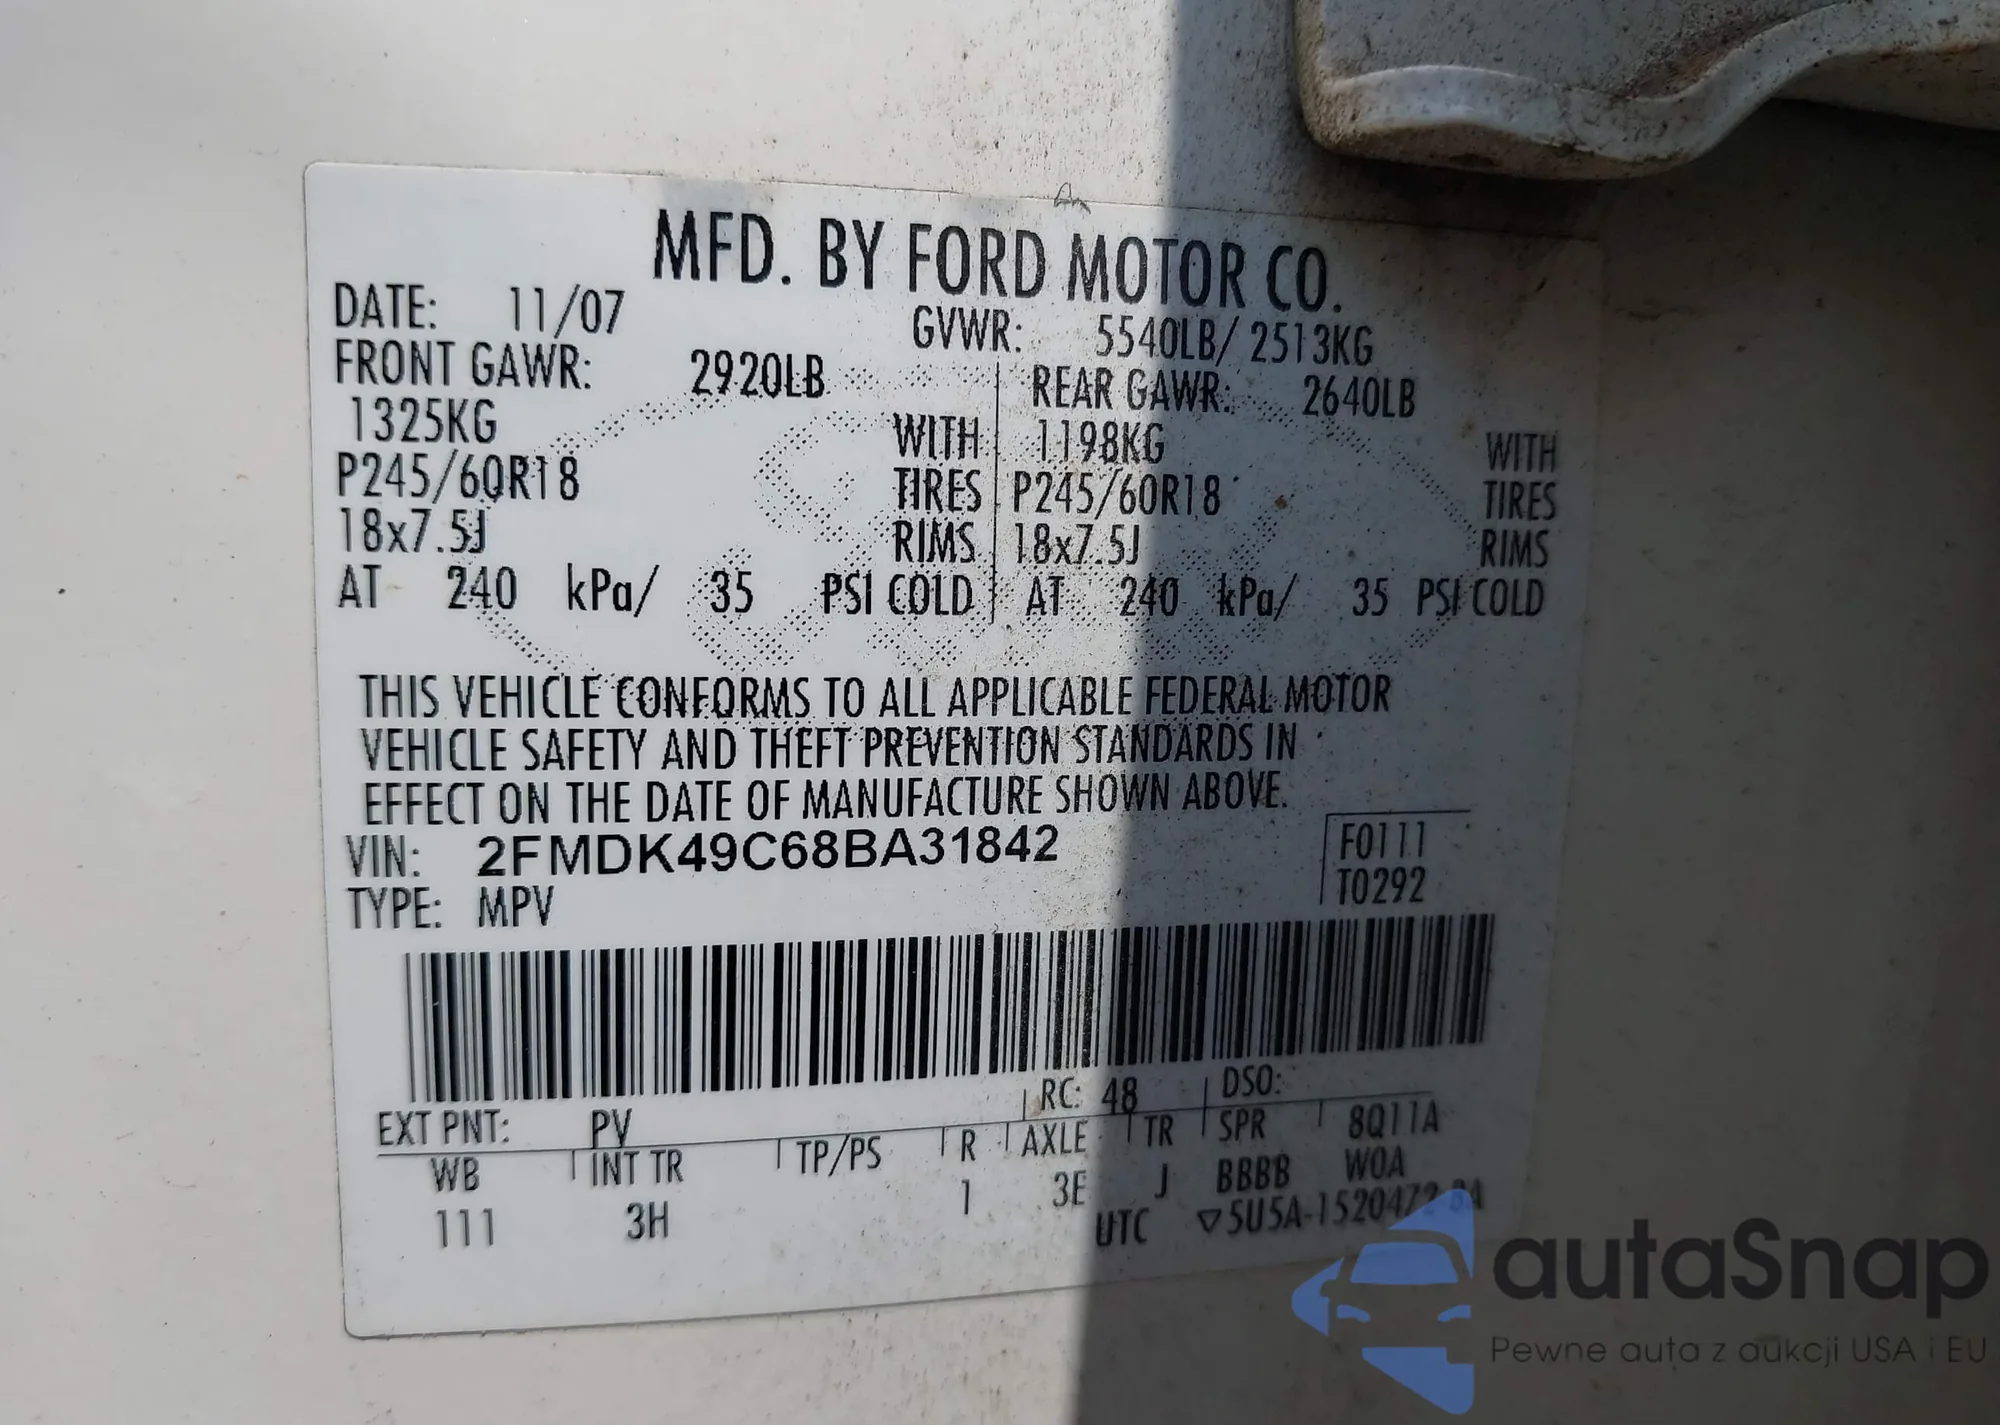 MFD. BY FORD MOTOR CO.
DATE: 11/07 GVWR: 5540LB/ 2513KG
FRONT GAWR: 2920LB REAR GAWR: 2640LB
1325KG WITH 1198KG WITH
P245/60R18 TIRES P245/60R18 TIRES
18x7.5J RIMS 18x7.5J RIMS
AT 240 kPa/ 35 PSI COLD AT 240 kPa/ 35 PSI COLD
THIS VEHICLE CONFORMS TO ALL APPLICABLE FEDERAL MOTOR
VEHICLE SAFETY AND THEFT PREVENTION STANDARDS IN
EFFECT ON THE DATE OF MANUFACTURE SHOWN ABOVE.
VIN: 2FMDK49C68BA31842 F0111
TYPE: MPV T0292
RC: 48 DSO:
EXT PNT: PV
WB INT TR TP/PS R AXLE TR SPR 8Q11A
111 3H 1 3E J BBBB WOA
UTC ▽5U5A-1520472-BA
autaSnap
Pewne auta z aukcji USA i EU